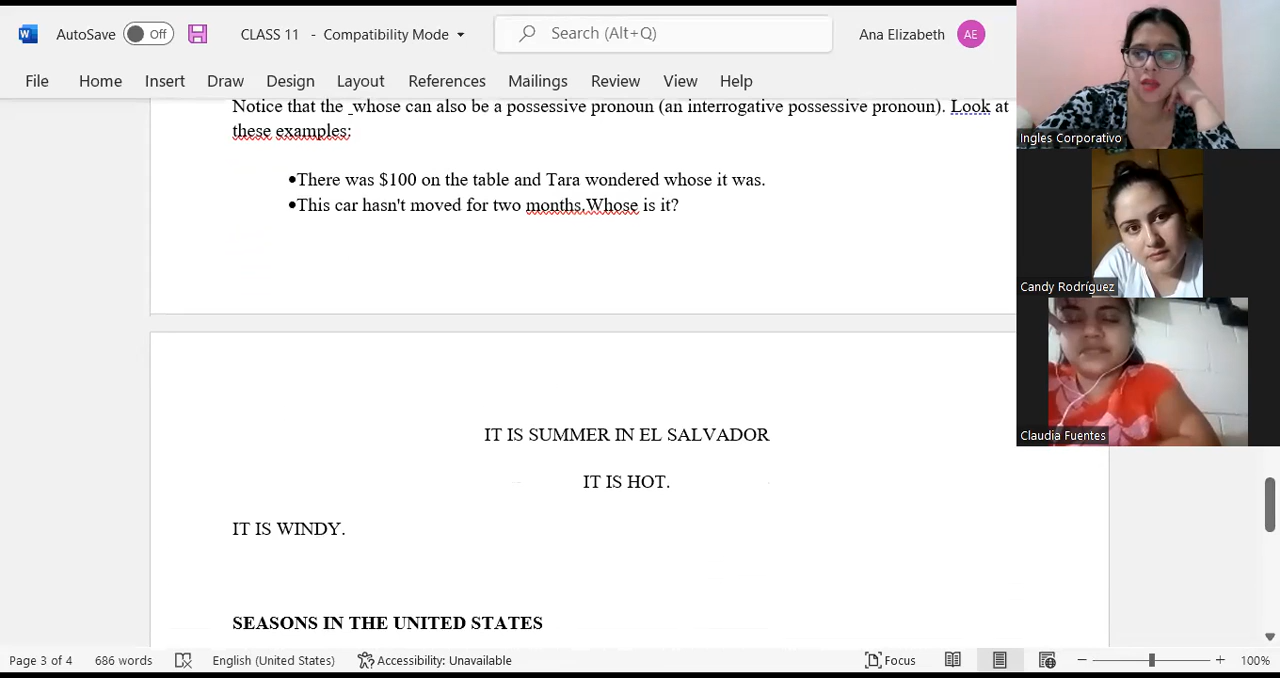 AutoSave Off CLASS 11 - Compatibility Mode Search (Alt+Q) Ana Elizabeth AE
File Home Insert Draw Design Layout References Mailings Review View Help
Notice that the _whose can also be a possessive pronoun (an interrogative possessive pronoun). Look at
these examples:
•There was $100 on the table and Tara wondered whose it was.
•This car hasn't moved for two months.Whose is it?
IT IS SUMMER IN EL SALVADOR
IT IS HOT.
IT IS WINDY.
SEASONS IN THE UNITED STATES
Ingles Corporativo
Candy Rodríguez
Claudia Fuentes
Page 3 of 4 686 words English (United States) Accessibility: Unavailable Focus 100%